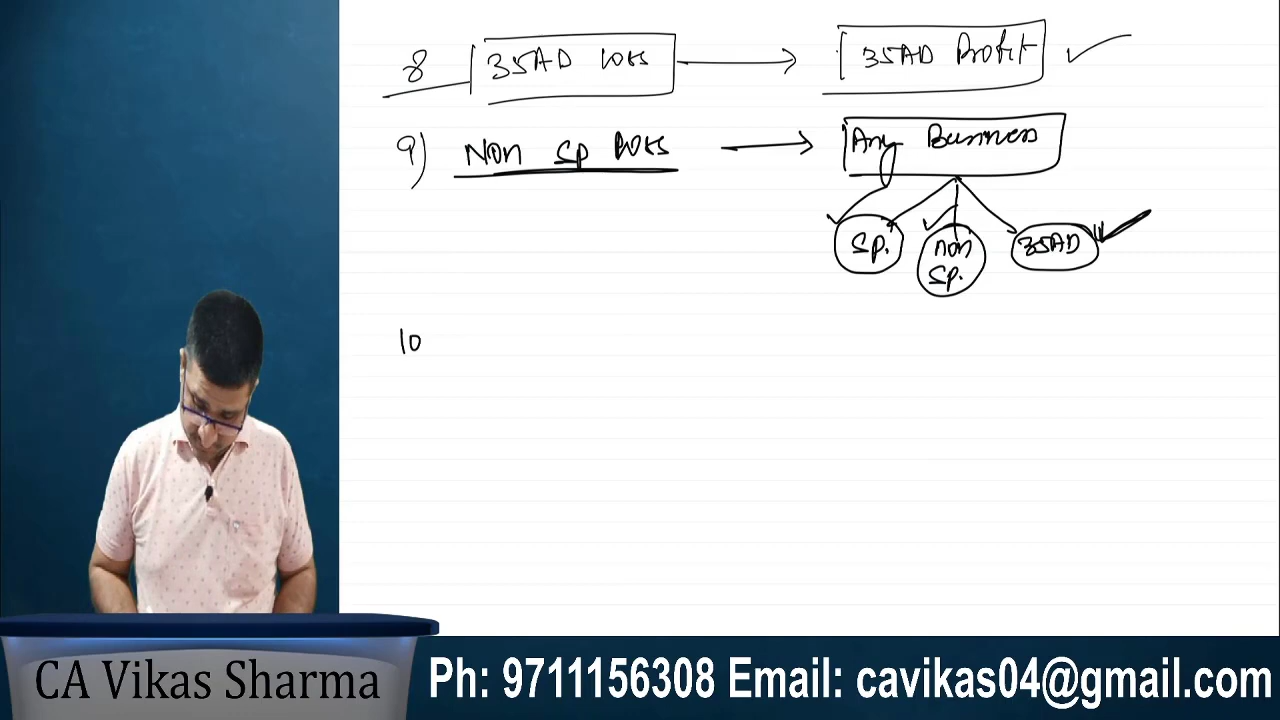 8 35AD Loss → 35AD Profit ✓
9) Non Sp Loss → Any Business
Sp. Non Sp. 35AD
10
CA Vikas Sharma
Ph: 9711156308 Email: cavikas04@gmail.com